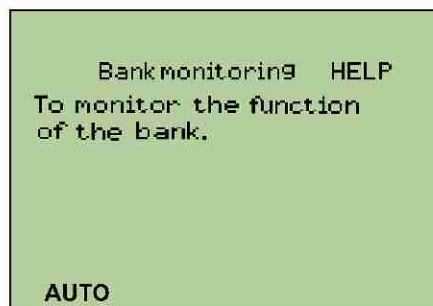 Bank monitoring HELP
To monitor the function
of the bank.
AUTO